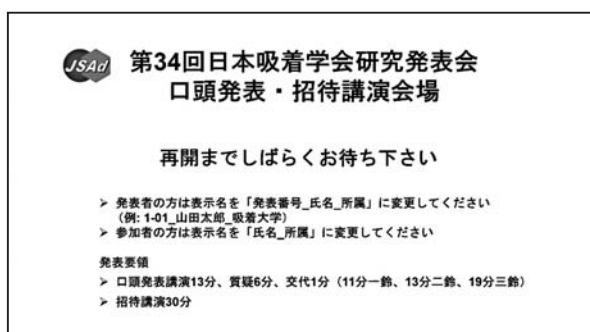 JSAd
第34回日本吸着学会研究発表会
口頭発表・招待講演会場
再開までしばらくお待ち下さい
➢ 発表者の方は表示名を「発表番号_氏名_所属」に変更してください
（例: 1-01_山田太郎_吸着大学）
➢ 参加者の方は表示名を「氏名_所属」に変更してください
発表要領
➢ 口頭発表講演13分、質疑6分、交代1分（11分一鈴、13分二鈴、19分三鈴）
➢ 招待講演30分